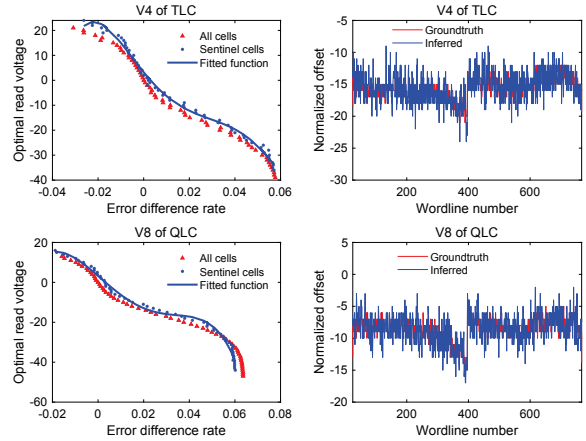 V4 of TLC
20
10
0
-10
-20
-30
-40
-0.04
-0.02
0
0.02
0.04
0.06
Optimal read voltage
Error difference rate
All cells
Sentinel cells
Fitted function
V4 of TLC
-5
-10
-15
-20
-25
-30
200
400
600
Normalized offset
Wordline number
Groundtruth
Inferred
V8 of QLC
20
0
-20
-40
-60
-0.02
0
0.02
0.04
0.06
0.08
Optimal read voltage
Error difference rate
All cells
Sentinel cells
Fitted function
V8 of QLC
5
0
-5
-10
-15
-20
200
400
600
Normalized offset
Wordline number
Groundtruth
Inferred